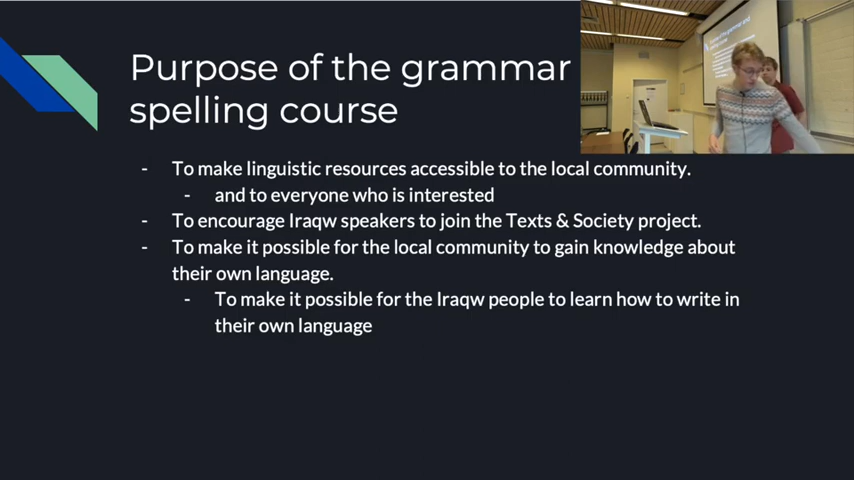 Purpose of the grammar
spelling course
- To make linguistic resources accessible to the local community.
- and to everyone who is interested
- To encourage Iraqw speakers to join the Texts & Society project.
- To make it possible for the local community to gain knowledge about
their own language.
- To make it possible for the Iraqw people to learn how to write in
their own language